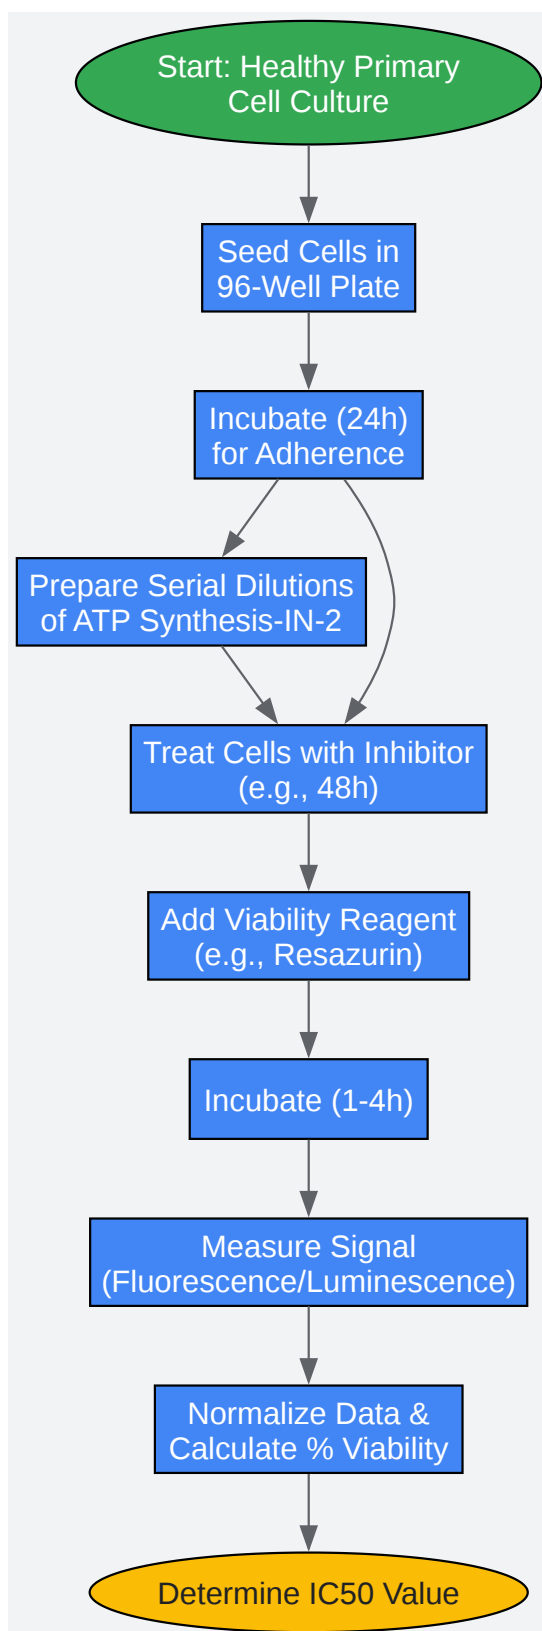 Start: Healthy Primary
Cell Culture
Seed Cells in
96-Well Plate
Incubate (24h)
for Adherence
Prepare Serial Dilutions
of ATP Synthesis-IN-2
Treat Cells with Inhibitor
(e.g., 48h)
Add Viability Reagent
(e.g., Resazurin)
Incubate (1-4h)
Measure Signal
(Fluorescence/Luminescence)
Normalize Data &
Calculate % Viability
Determine IC50 Value